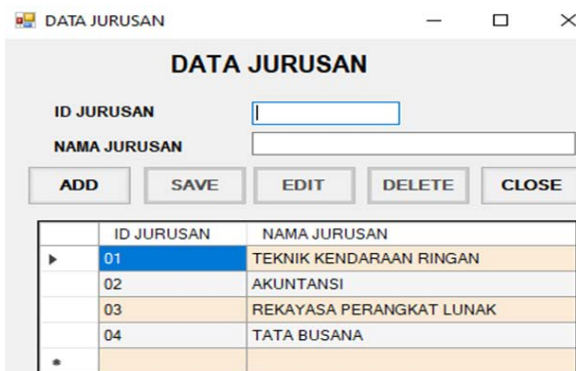 DATA JURUSAN
DATA JURUSAN
ID JURUSAN
NAMA JURUSAN
ADD SAVE EDIT DELETE CLOSE
ID JURUSAN NAMA JURUSAN
01 TEKNIK KENDARAAN RINGAN
02 AKUNTANSI
03 REKAYASA PERANGKAT LUNAK
04 TATA BUSANA